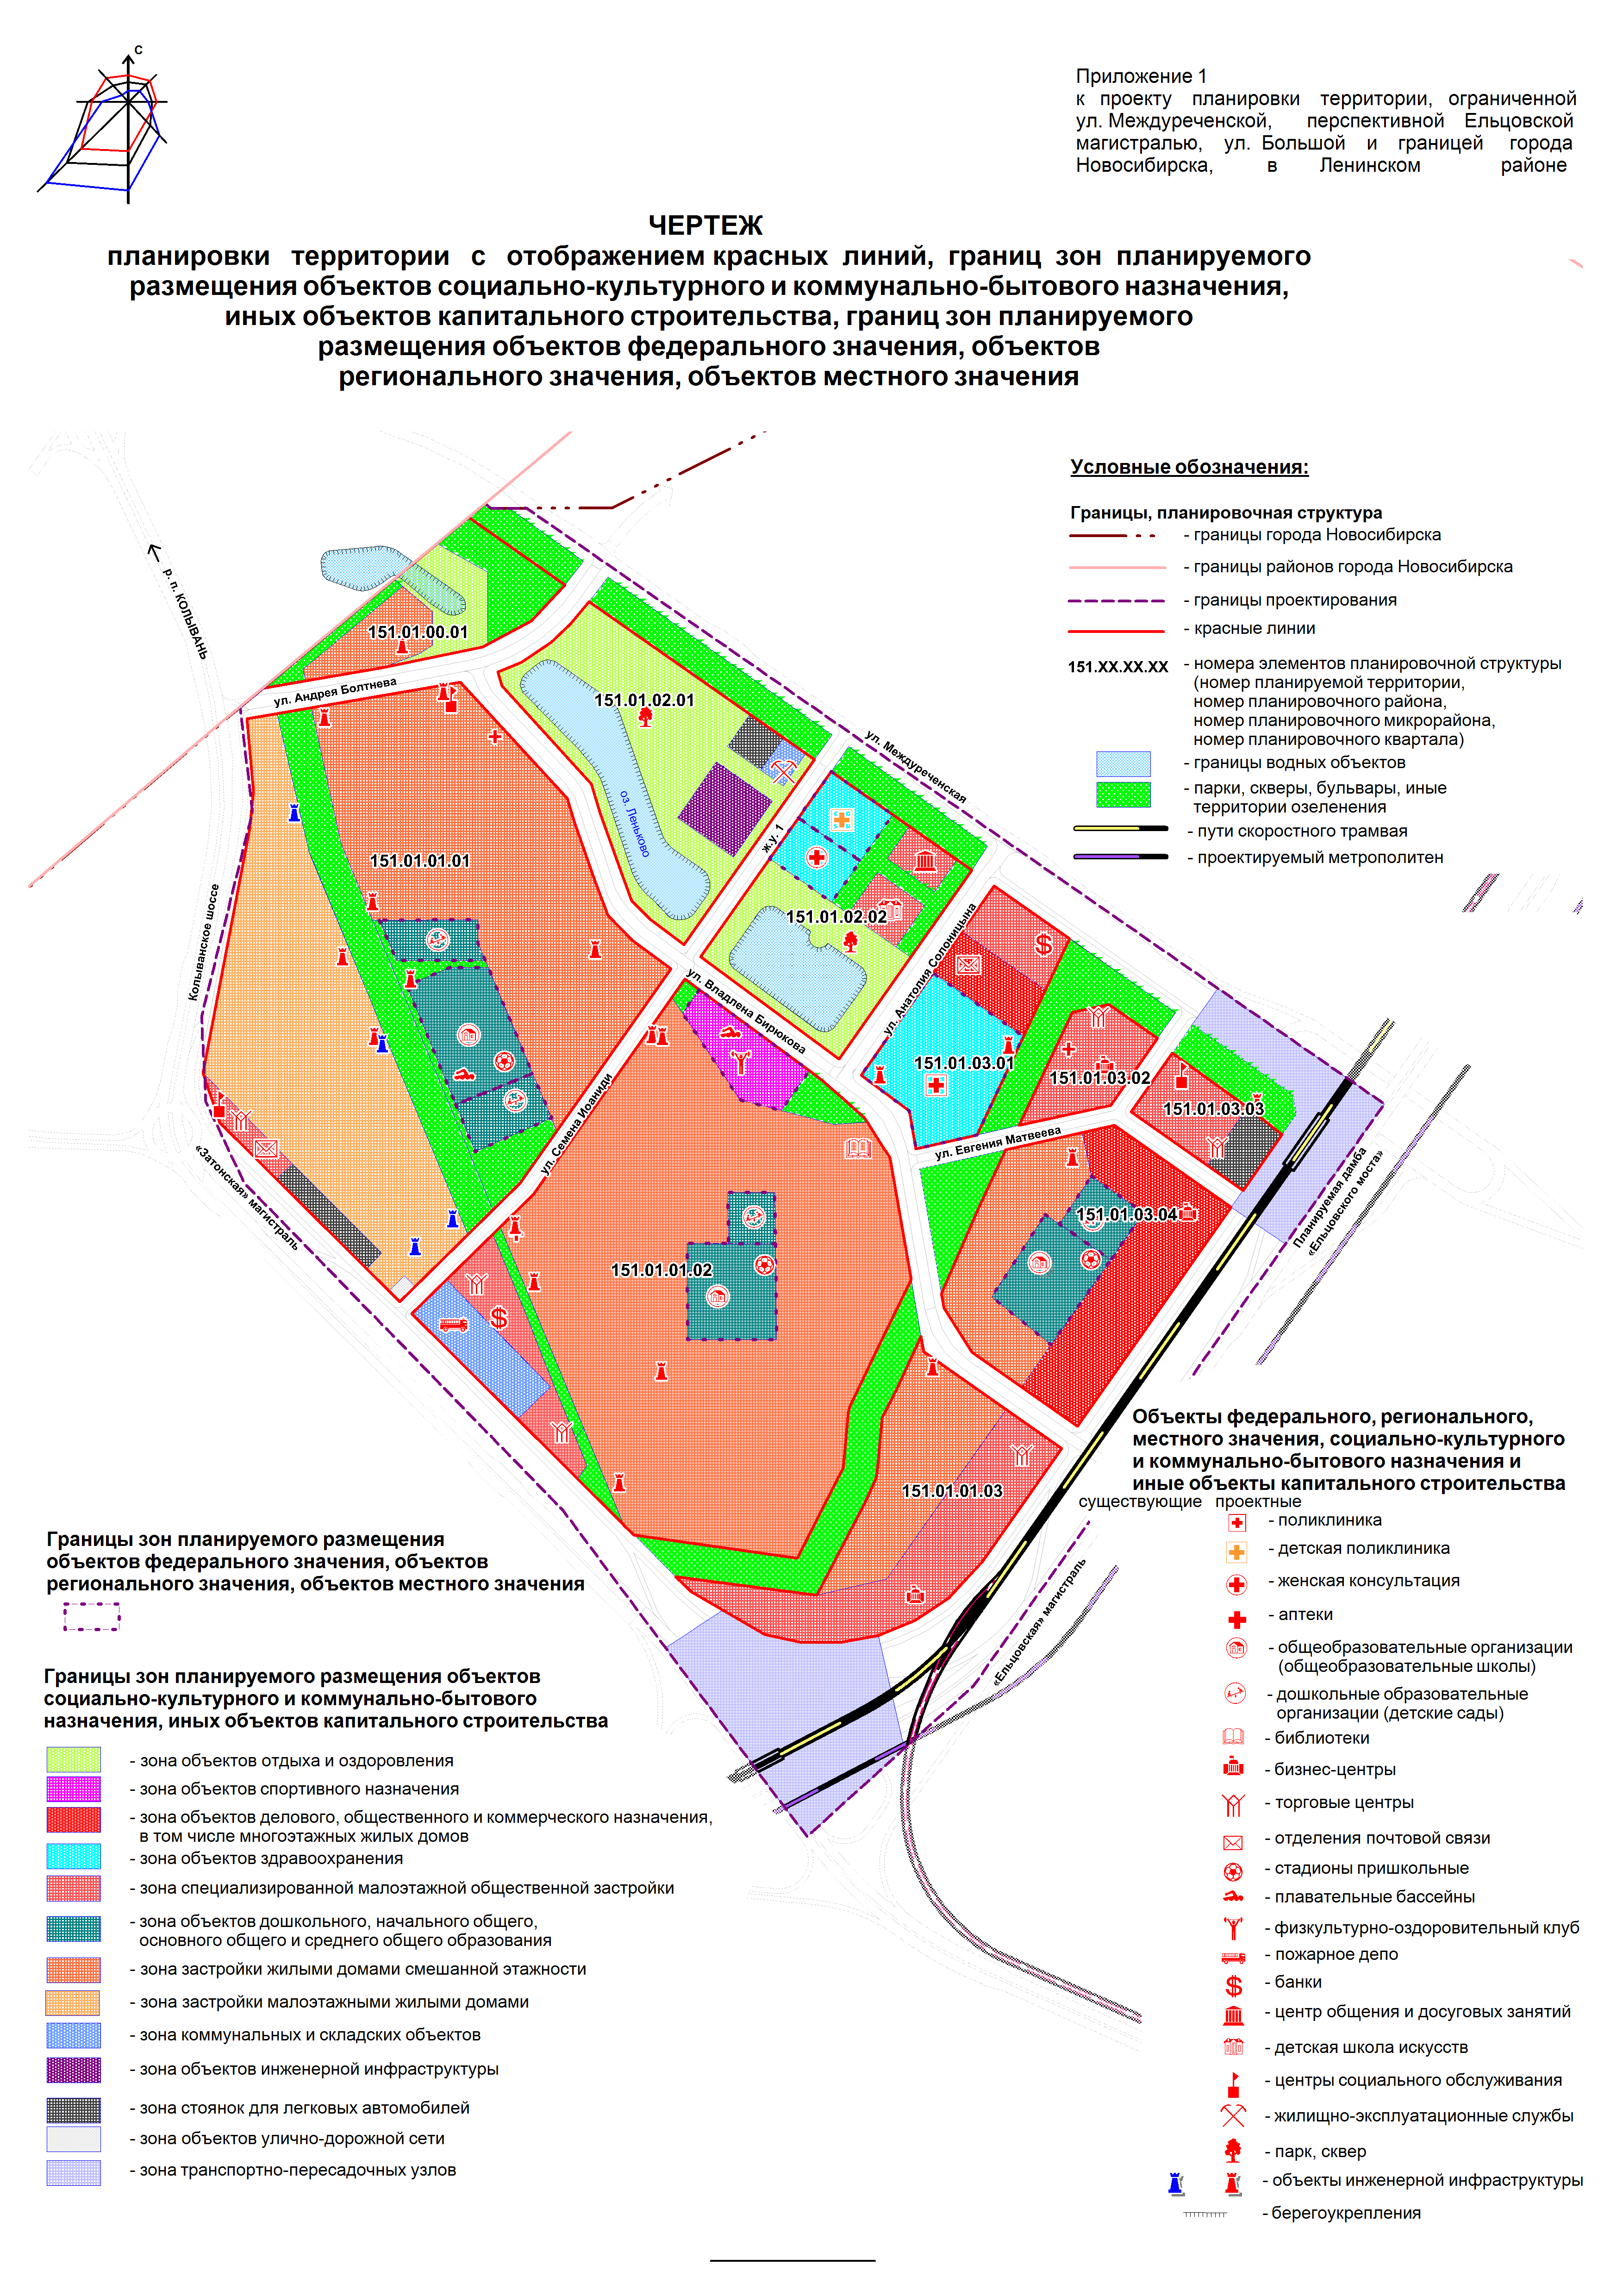 С
Приложение 1
к проекту планировки территории, ограниченной
ул. Междуреченской, перспективной Ельцовской
магистралью, ул. Большой и границей города
Новосибирска, в Ленинском районе
ЧЕРТЕЖ
планировки территории с отображением красных линий, границ зон планируемого
размещения объектов социально-культурного и коммунально-бытового назначения,
иных объектов капитального строительства, границ зон планируемого
размещения объектов федерального значения, объектов
регионального значения, объектов местного значения
Условные обозначения:
Границы, планировочная структура
- границы города Новосибирска
- границы районов города Новосибирска
- границы проектирования
- красные линии
151.XX.XX.XX
- номера элементов планировочной структуры
(номер планируемой территории,
номер планировочного района,
номер планировочного микрорайона,
номер планировочного квартала)
- границы водных объектов
- парки, скверы, бульвары, иные
территории озеленения
- пути скоростного трамвая
- проектируемый метрополитен
р. п. КОЛЫВАНЬ
151.01.00.01
ул. Андрея Болтнева
151.01.02.01
ул. Междуреченская
оз. Леньково
ж.у. 1
151.01.01.01
Колыванское шоссе
151.01.02.02
ул. Анатолия Солоницына
ул. Владлена Бирюкова
151.01.03.01
151.01.03.02
151.01.03.03
ул. Семена Иоаниди
ул. Евгения Матвеева
«Затонская» магистраль
Планируемая дамба
«Ельцовского моста»
151.01.03.04
151.01.01.02
151.01.01.03
«Ельцовская» магистраль
Объекты федерального, регионального,
местного значения, социально-культурного
и коммунально-бытового назначения и
иные объекты капитального строительства
существующие проектные
- поликлиника
- детская поликлиника
- женская консультация
- аптеки
- общеобразовательные организации
(общеобразовательные школы)
- дошкольные образовательные
организации (детские сады)
- библиотеки
- бизнес-центры
- торговые центры
- отделения почтовой связи
- стадионы пришкольные
- плавательные бассейны
- физкультурно-оздоровительный клуб
- пожарное депо
- банки
- центр общения и досуговых занятий
- детская школа искусств
- центры социального обслуживания
- жилищно-эксплуатационные службы
- парк, сквер
- объекты инженерной инфраструктуры
- берегоукрепления
Границы зон планируемого размещения
объектов федерального значения, объектов
регионального значения, объектов местного значения
Границы зон планируемого размещения объектов
социально-культурного и коммунально-бытового
назначения, иных объектов капитального строительства
- зона объектов отдыха и оздоровления
- зона объектов спортивного назначения
- зона объектов делового, общественного и коммерческого назначения,
в том числе многоэтажных жилых домов
- зона объектов здравоохранения
- зона специализированной малоэтажной общественной застройки
- зона объектов дошкольного, начального общего,
основного общего и среднего общего образования
- зона застройки жилыми домами смешанной этажности
- зона застройки малоэтажными жилыми домами
- зона коммунальных и складских объектов
- зона объектов инженерной инфраструктуры
- зона стоянок для легковых автомобилей
- зона объектов улично-дорожной сети
- зона транспортно-пересадочных узлов